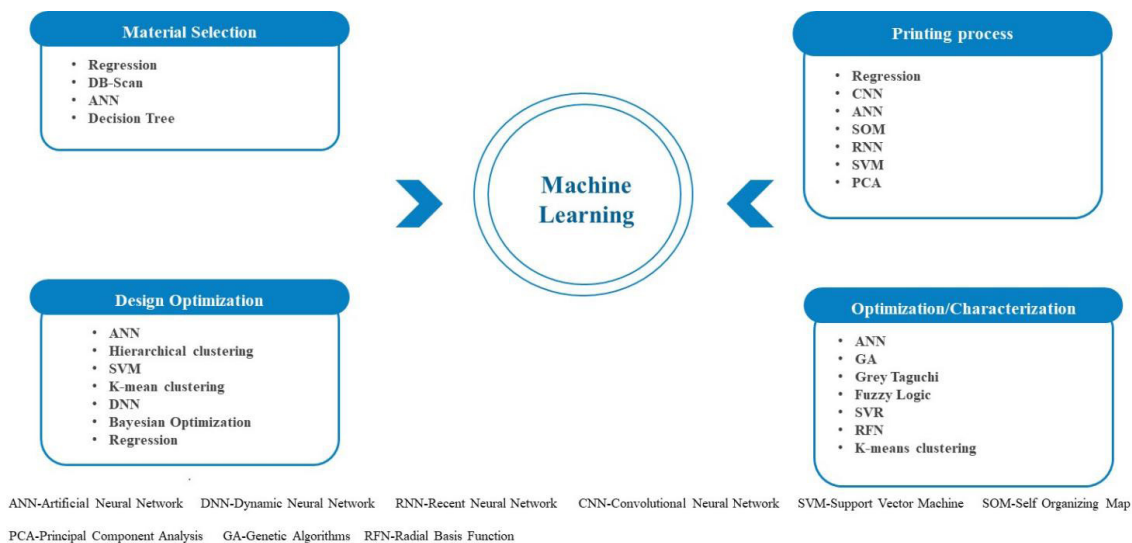 Material Selection
• Regression
• DB-Scan
• ANN
• Decision Tree
Printing process
• Regression
• CNN
• ANN
• SOM
• RNN
• SVM
• PCA
Machine
Learning
Design Optimization
• ANN
• Hierarchical clustering
• SVM
• K-mean clustering
• DNN
• Bayesian Optimization
• Regression
Optimization/Characterization
• ANN
• GA
• Grey Taguchi
• Fuzzy Logic
• SVR
• RFN
• K-means clustering
ANN-Artificial Neural Network DNN-Dynamic Neural Network RNN-Recent Neural Network CNN-Convolutional Neural Network SVM-Support Vector Machine SOM-Self Organizing Map
PCA-Principal Component Analysis GA-Genetic Algorithms RFN-Radial Basis Function